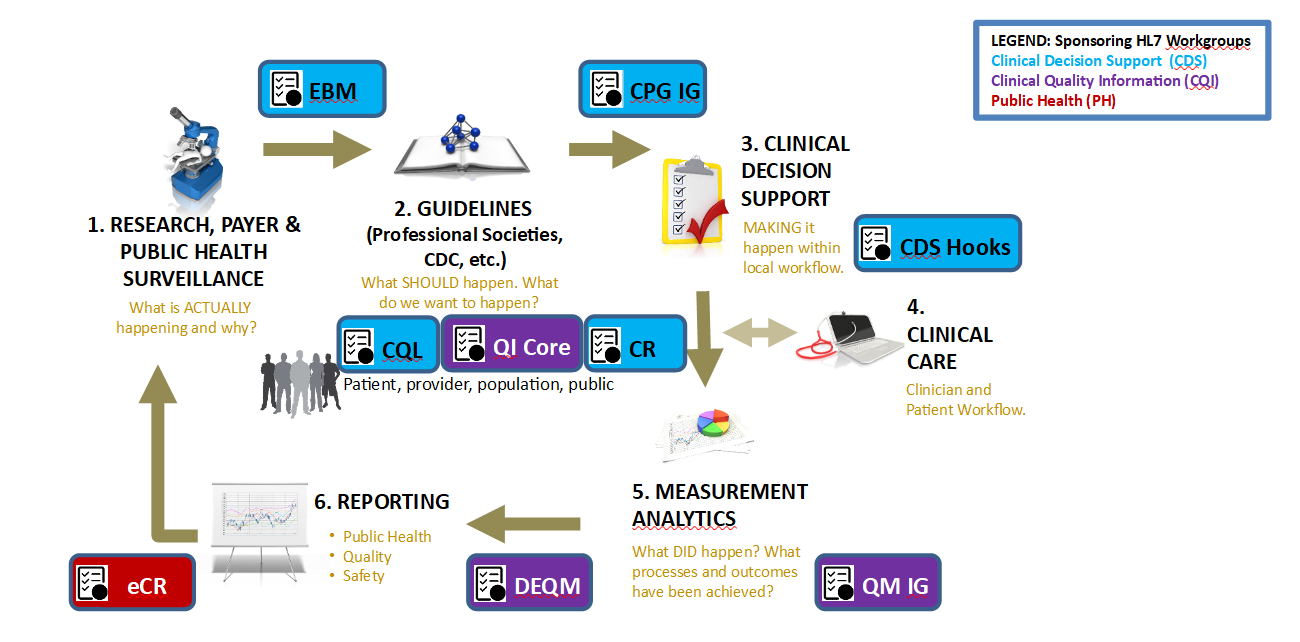 LEGEND: Sponsoring HL7 Workgroups
Clinical Decision Support (CDS)
Clinical Quality Information (CQI)
Public Health (PH)
EBM
CPG IG
1. RESEARCH, PAYER &
PUBLIC HEALTH
SURVEILLANCE
What is ACTUALLY
happening and why?
2. GUIDELINES
(Professional Societies,
CDC, etc.)
What SHOULD happen. What
do we want to happen?
3. CLINICAL
DECISION
SUPPORT
MAKING it
happen within
local workflow.
CDS Hooks
CQL
QI Core
CR
Patient, provider, population, public
4.
CLINICAL
CARE
Clinician and
Patient Workflow.
5. MEASUREMENT
ANALYTICS
What DID happen? What
processes and outcomes
have been achieved?
QM IG
DEQM
6. REPORTING
• Public Health
• Quality
• Safety
eCR